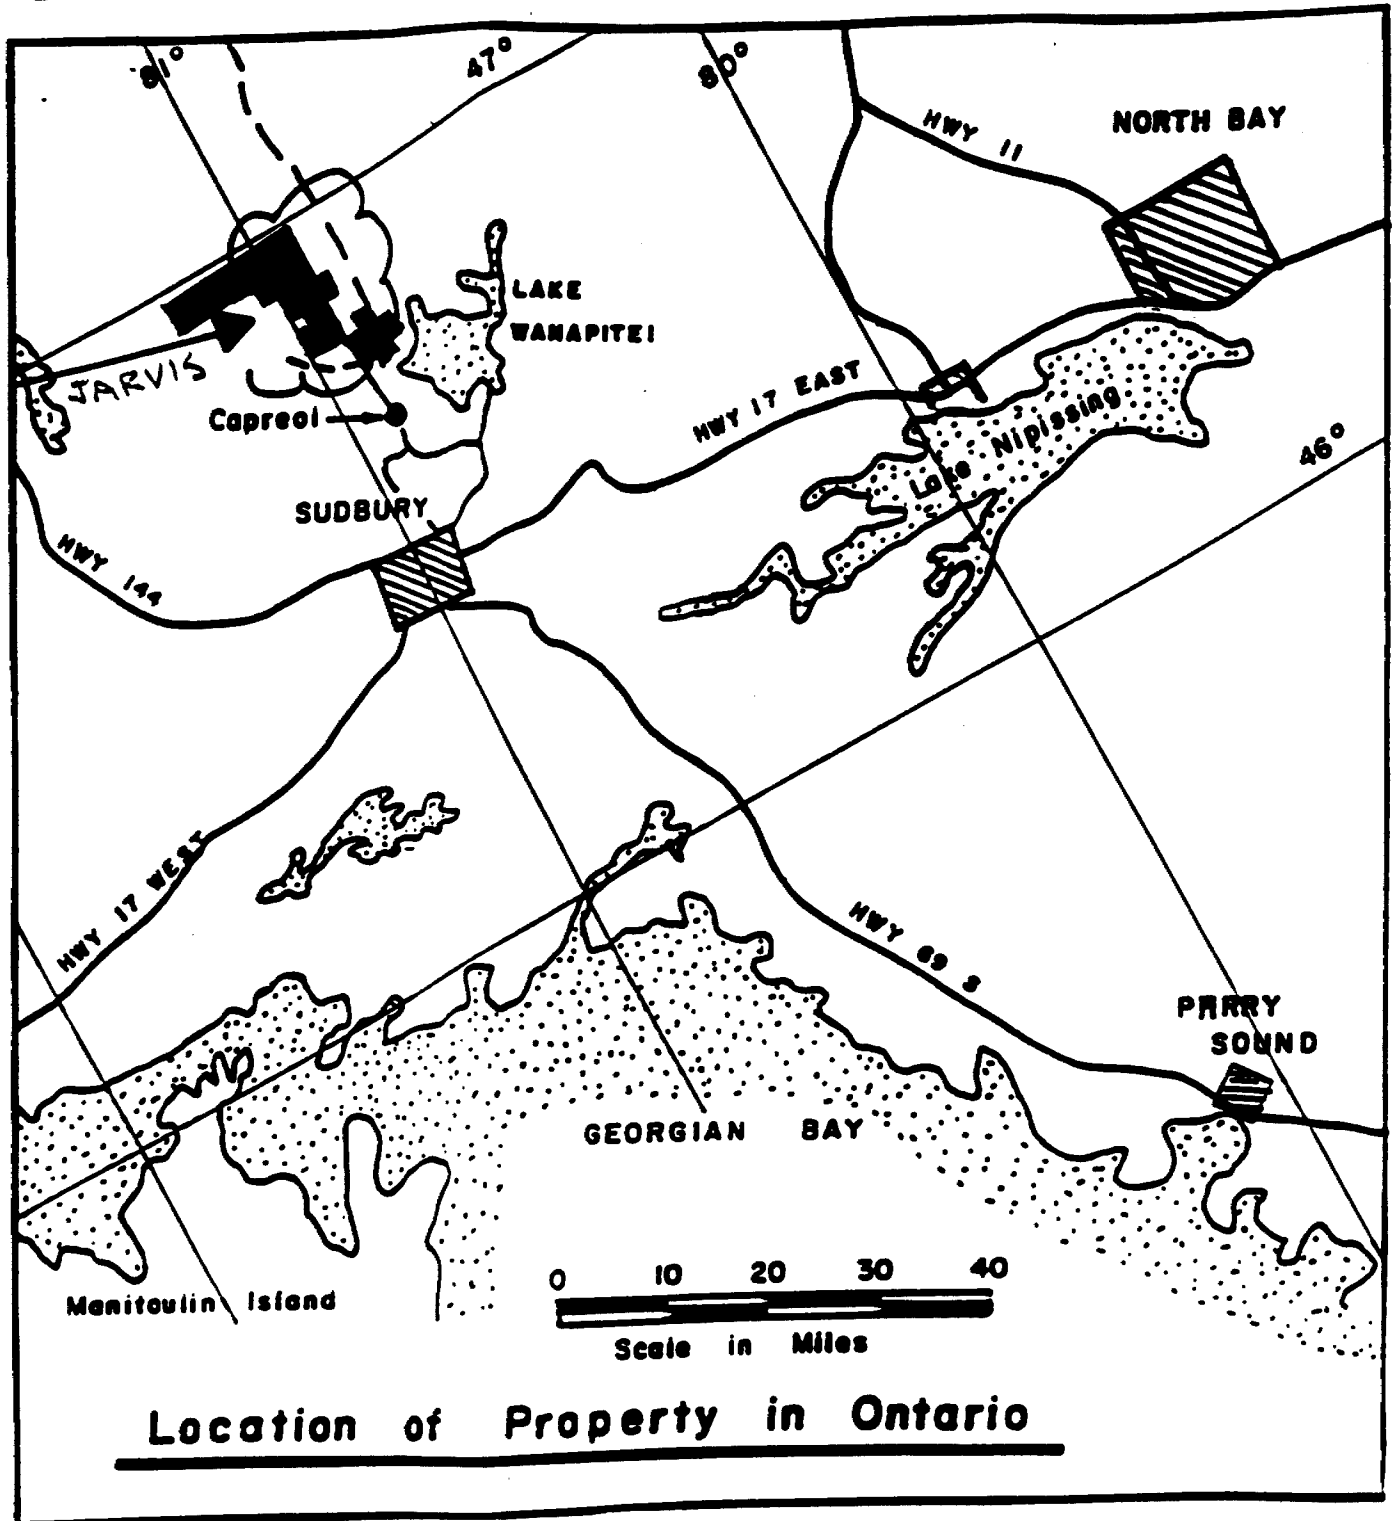 81°
47°
80°
HWY 11
NORTH BAY
LAKE
WANAPITEI
JARVIS
Capreol
HWY 17 EAST
Lake Nipissing
46°
SUDBURY
HWY 144
HWY 17 WEST
HWY 69 S
PARRY
SOUND
GEORGIAN BAY
Manitoulin Island
0 10 20 30 40
Scale in Miles
Location of Property in Ontario